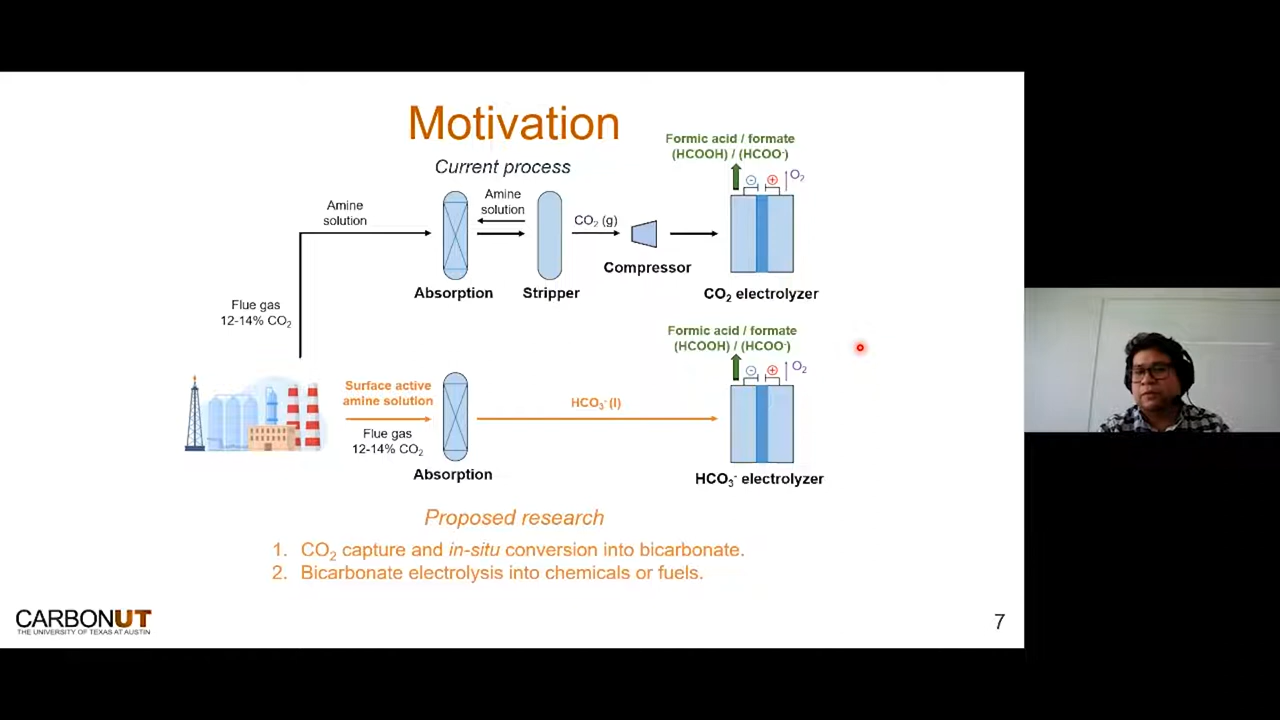 Motivation
Current process
Formic acid / formate
(HCOOH) / (HCOO⁻)
⊖ ⊕ O₂
Amine
solution
Amine
solution
CO₂ (g)
Compressor
Absorption
Stripper
CO₂ electrolyzer
Flue gas
12-14% CO₂
Formic acid / formate
(HCOOH) / (HCOO⁻)
⊖ ⊕ O₂
Surface active
amine solution
HCO₃⁻ (l)
Flue gas
12-14% CO₂
Absorption
HCO₃⁻ electrolyzer
Proposed research
1. CO₂ capture and in-situ conversion into bicarbonate.
2. Bicarbonate electrolysis into chemicals or fuels.
CARBONUT
THE UNIVERSITY OF TEXAS AT AUSTIN
7